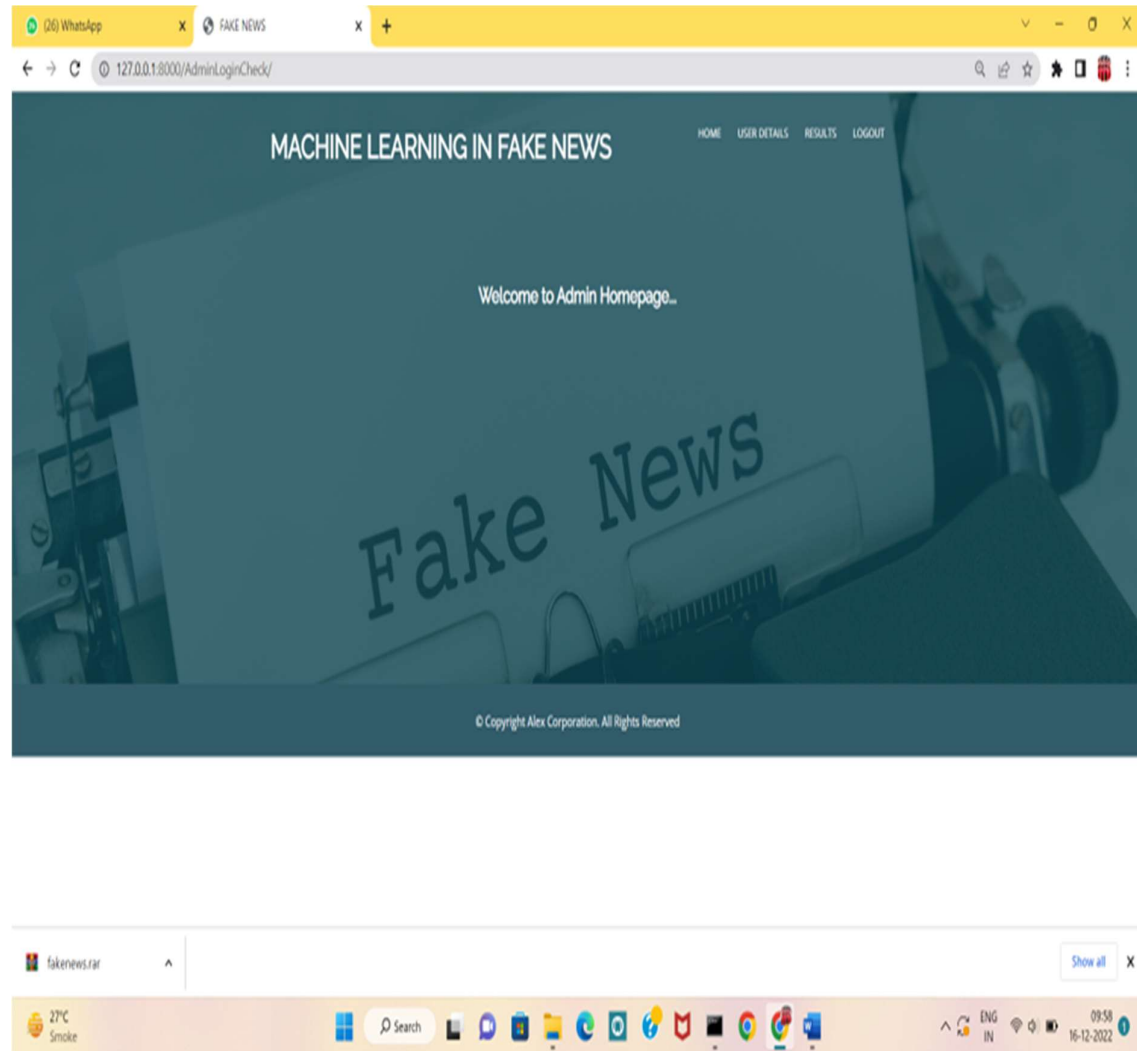 (26) WhatsApp
FAKE NEWS
127.0.0.1:8000/AdminLoginCheck/
MACHINE LEARNING IN FAKE NEWS
HOME USER DETAILS RESULTS LOGOUT
Welcome to Admin Homepage...
Fake News
© Copyright Alex Corporation. All Rights Reserved
fakenews.rar
Show all
27°C
Smoke
Search
ENG
IN
09:58
16-12-2022
1